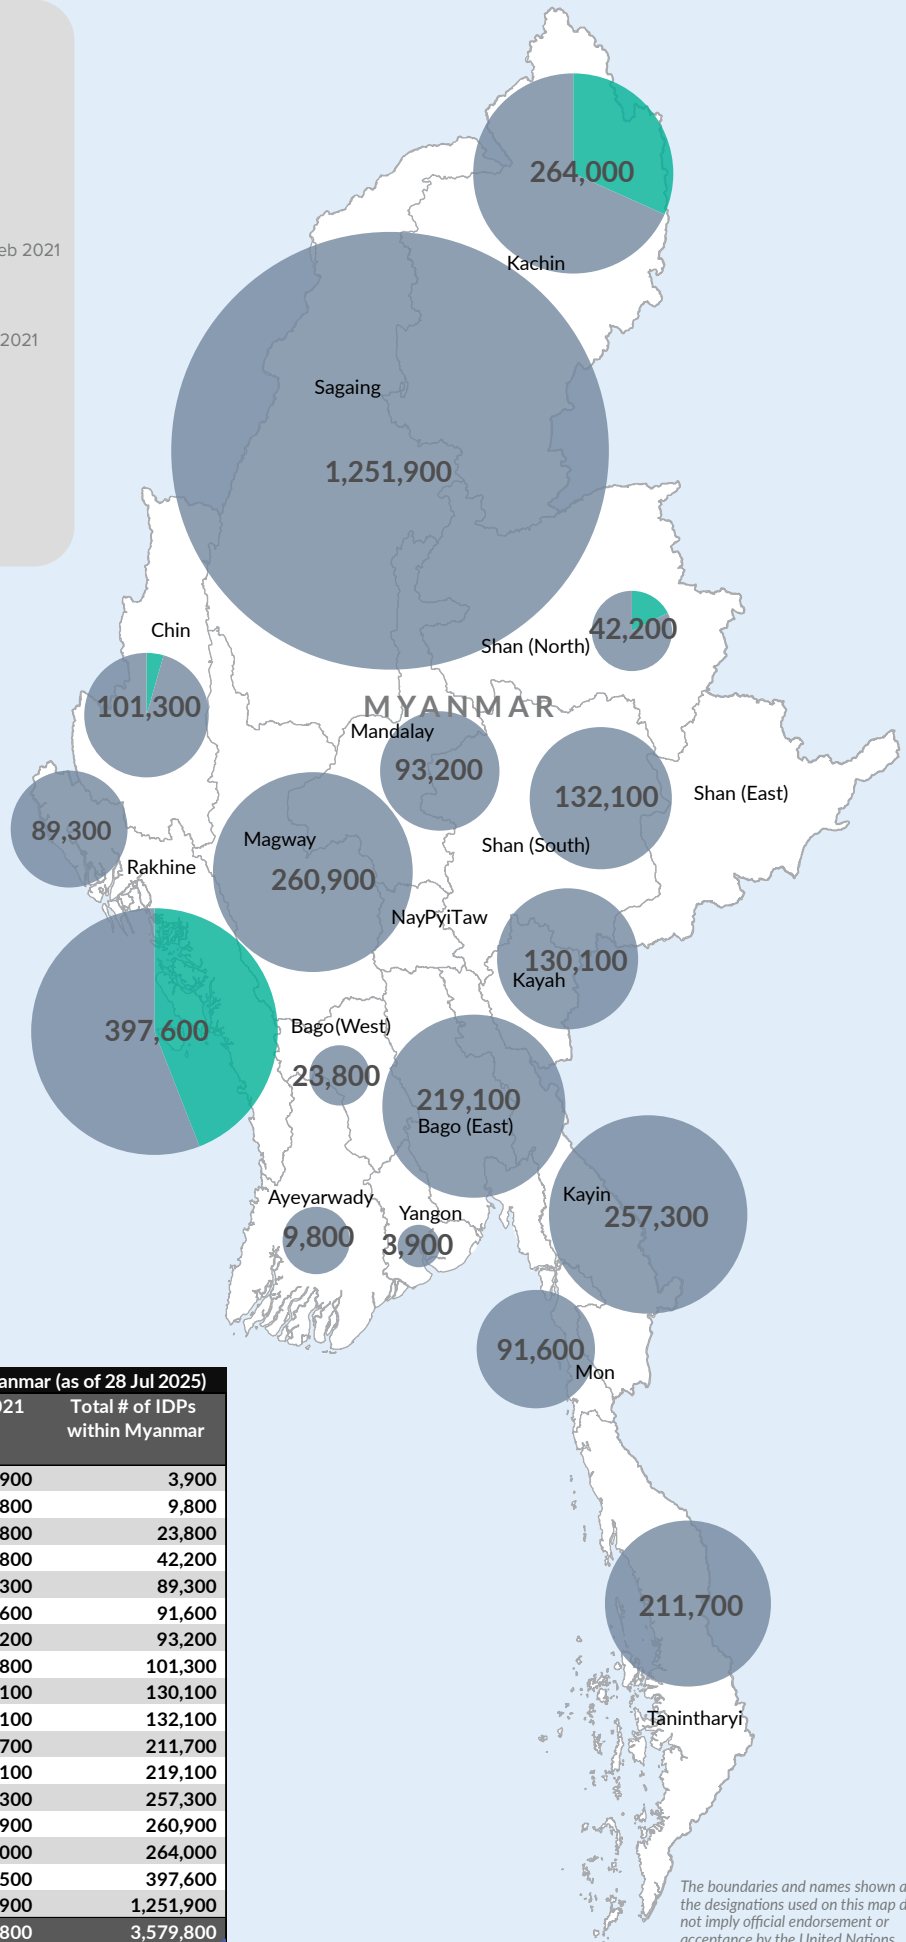 eb 2021
2021
264,000
Kachin
Sagaing
1,251,900
Chin
101,300
Shan (North)
42,200
MYANMAR
Mandalay
93,200
132,100
Shan (East)
Shan (South)
89,300
Rakhine
Magway
260,900
NayPyiTaw
130,100
Kayah
397,600
Bago(West)
23,800
219,100
Bago (East)
Ayeyarwady
9,800
Yangon
3,900
Kayin
257,300
91,600
Mon
211,700
Tanintharyi
anmar (as of 28 Jul 2025)
021 Total # of IDPs
within Myanmar
900 3,900
800 9,800
800 23,800
800 42,200
300 89,300
600 91,600
200 93,200
800 101,300
100 130,100
100 132,100
700 211,700
100 219,100
300 257,300
900 260,900
000 264,000
500 397,600
900 1,251,900
800 3,579,800
The boundaries and names shown a
the designations used on this map d
not imply official endorsement or
acceptance by the United Nations